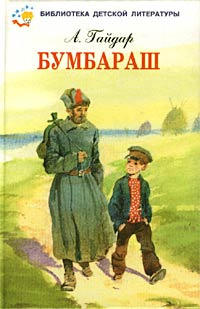 БИБЛИОТЕКА ДЕТСКОЙ ЛИТЕРАТУРЫ
А. Гайдар
БУМБАРАШ